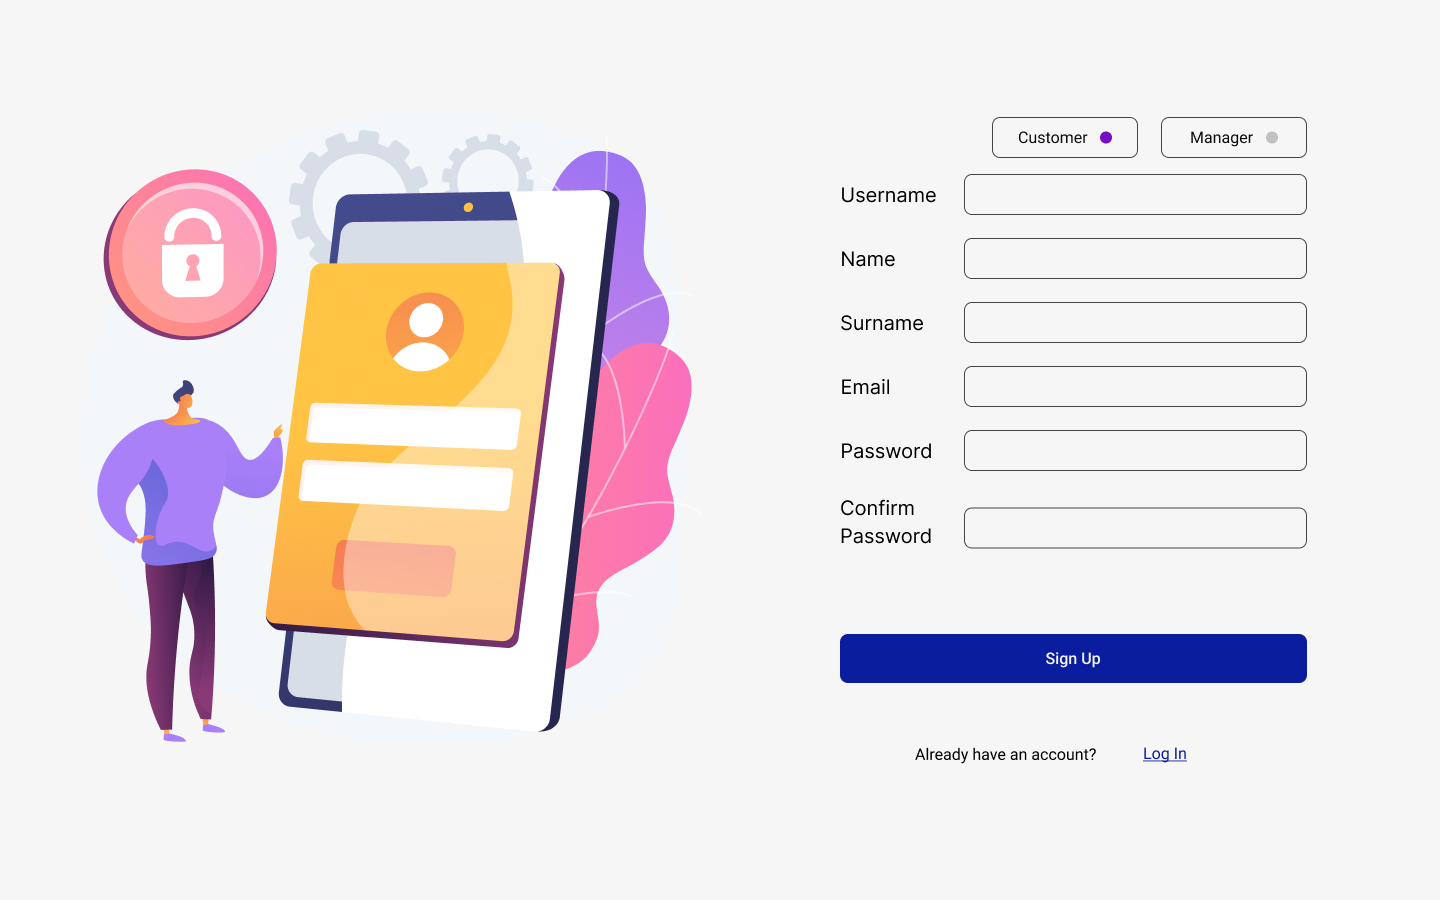 Customer
Manager
Username
Name
Surname
Email
Password
Confirm
Password
Sign Up
Already have an account?
Log In